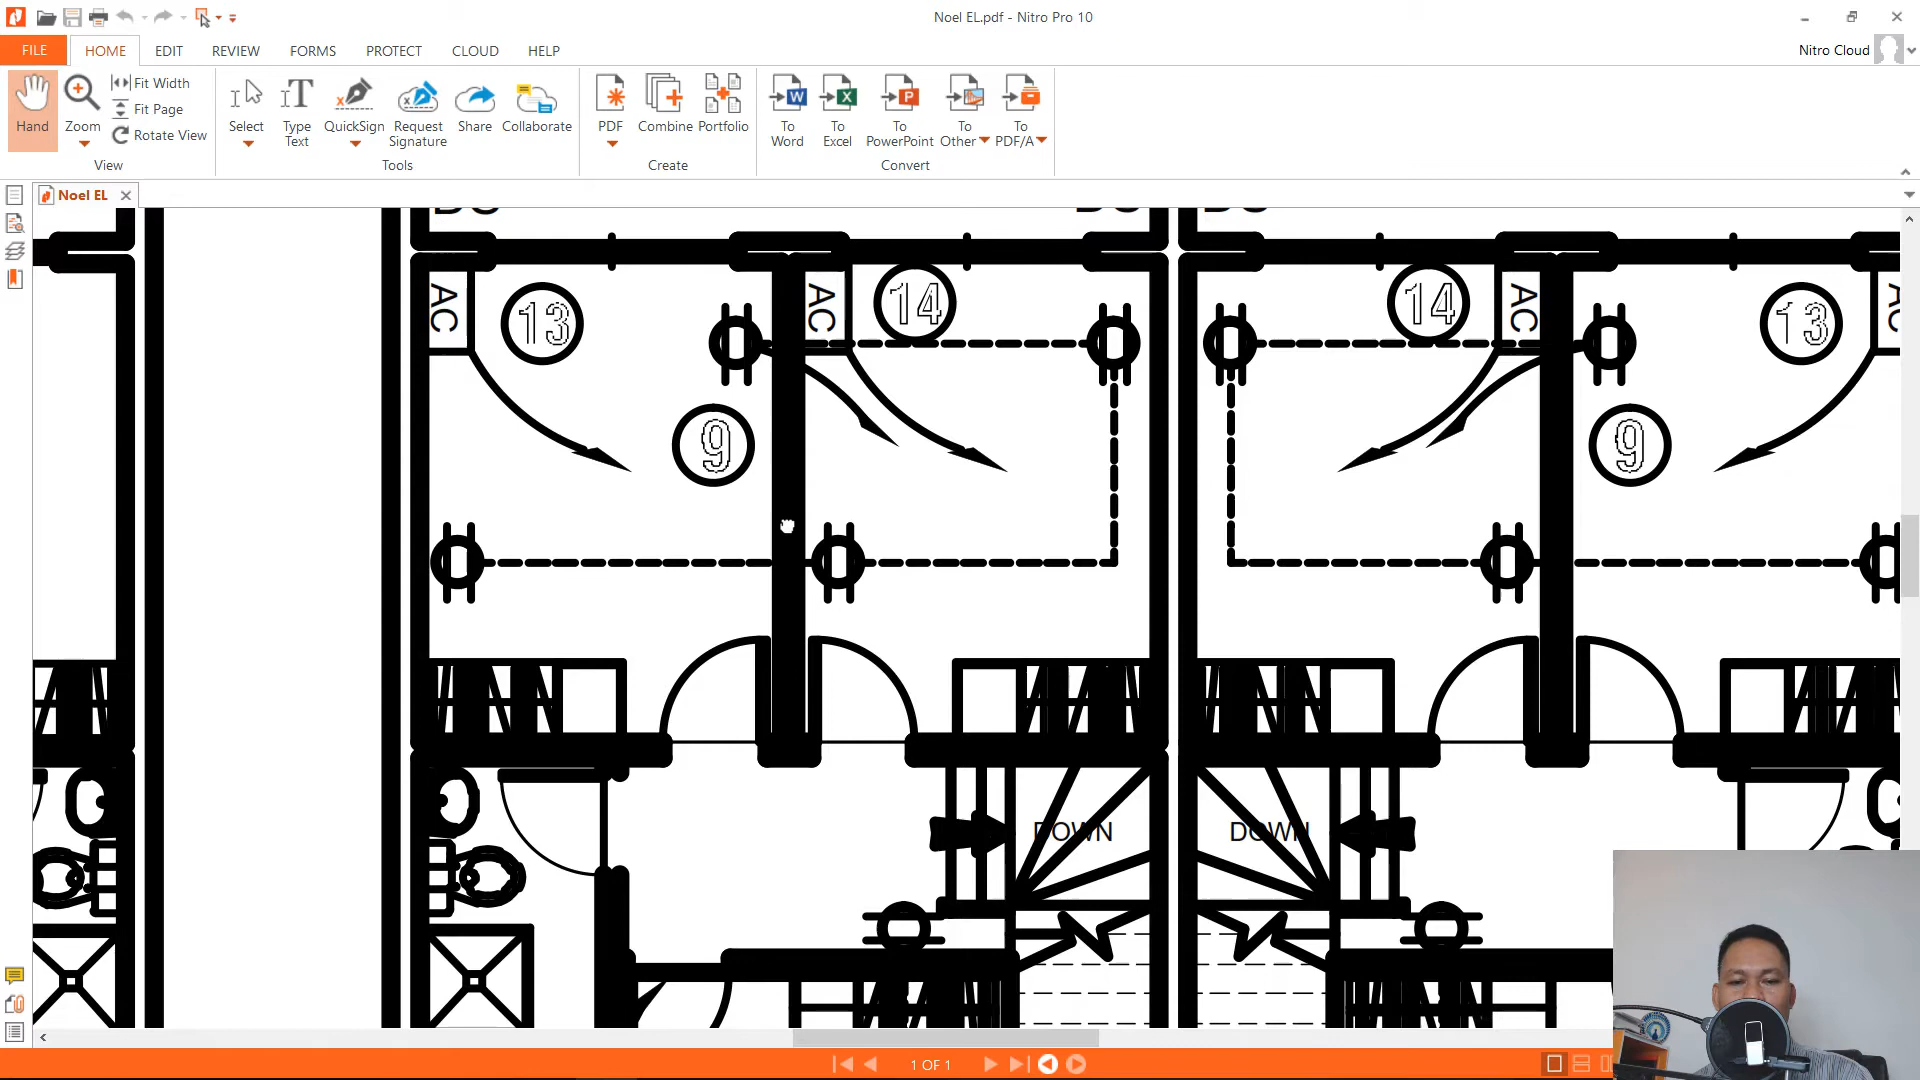 Noel EL.pdf - Nitro Pro 10
FILE
HOME
EDIT
REVIEW
FORMS
PROTECT
CLOUD
HELP
Nitro Cloud
Hand
Zoom
Fit Width
Fit Page
Rotate View
View
Select
Type
Text
QuickSign
Request
Signature
Share
Collaborate
Tools
PDF
Combine
Portfolio
Create
To
Word
To
Excel
To
PowerPoint
To
Other
To
PDF/A
Convert
Noel EL
AC
13
AC
14
14
AC
13
9
9
DOWN
DOWN
1 OF 1